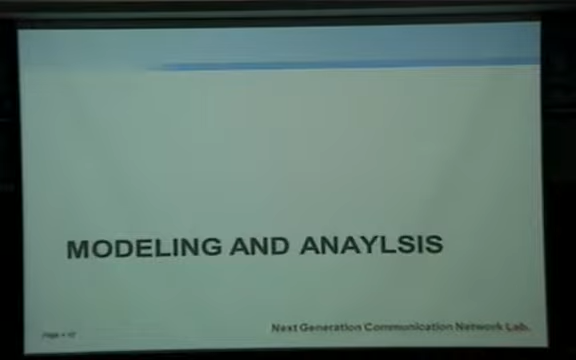 MODELING AND ANAYLSIS
Next Generation Communication Network Lab.